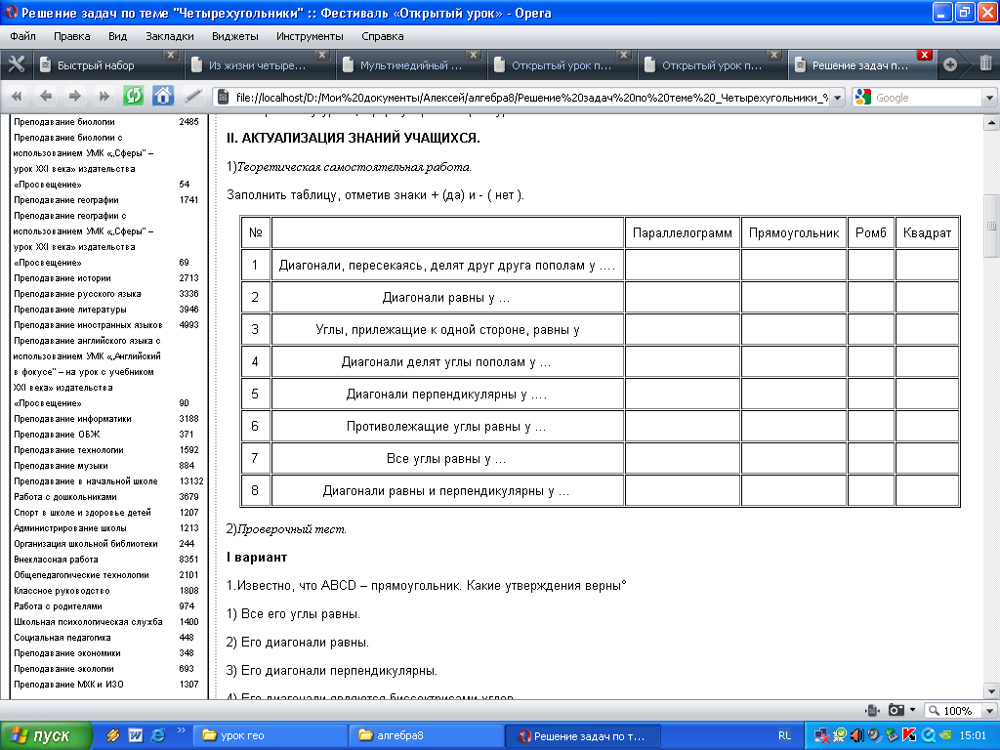 Решение задач по теме "Четырехугольники" :: Фестиваль «Открытый урок» - Opera
Файл Правка Вид Закладки Виджеты Инструменты Справка
Быстрый набор Из жизни четыре... Мультимедийный ... Открытый урок п... Открытый урок п... Решение задач п...
file://localhost/D:/Мои%20документы/Алексей/алгебра8/Решение%20задач%20по%20теме%20_Четырехугольники_% Google
Преподавание биологии 2485
Преподавание биологии с
использованием УМК «„Сферы" –
урок XXI века» издательства
«Просвещение» 54
Преподавание географии 1741
Преподавание географии с
использованием УМК «„Сферы" –
урок XXI века» издательства
«Просвещение» 69
Преподавание истории 2713
Преподавание русского языка 3336
Преподавание литературы 3946
Преподавание иностранных языков 4993
Преподавание английского языка с
использованием УМК «„Английский
в фокусе" – на урок с учебником
XXI века» издательства
«Просвещение» 90
Преподавание информатики 3188
Преподавание ОБЖ 371
Преподавание технологии 1592
Преподавание музыки 884
Преподавание в начальной школе 13132
Работа с дошкольниками 3679
Спорт в школе и здоровье детей 1207
Администрирование школы 1213
Организация школьной библиотеки 244
Внеклассная работа 8351
Общепедагогические технологии 2101
Классное руководство 1808
Работа с родителями 974
Школьная психологическая служба 1400
Социальная педагогика 448
Преподавание экономики 348
Преподавание экологии 693
Преподавание МХК и ИЗО 1307
II. АКТУАЛИЗАЦИЯ ЗНАНИЙ УЧАЩИХСЯ.
1)Теоретическая самостоятельная работа.
Заполнить таблицу, отметив знаки + (да) и - ( нет ).
№ Параллелограмм Прямоугольник Ромб Квадрат
1 Диагонали, пересекаясь, делят друг друга пополам у ….
2 Диагонали равны у …
3 Углы, прилежащие к одной стороне, равны у
4 Диагонали делят углы пополам у …
5 Диагонали перпендикулярны у ….
6 Противолежащие углы равны у …
7 Все углы равны у …
8 Диагонали равны и перпендикулярны у …
2)Проверочный тест.
I вариант
1.Известно, что ABCD – прямоугольник. Какие утверждения верны°
1) Все его углы равны.
2) Его диагонали равны.
3) Его диагонали перпендикулярны.
4) Его диагонали являются биссектрисами углов.
100%
пуск урок гео алгебра8 Решение задач по т... RL 15:01